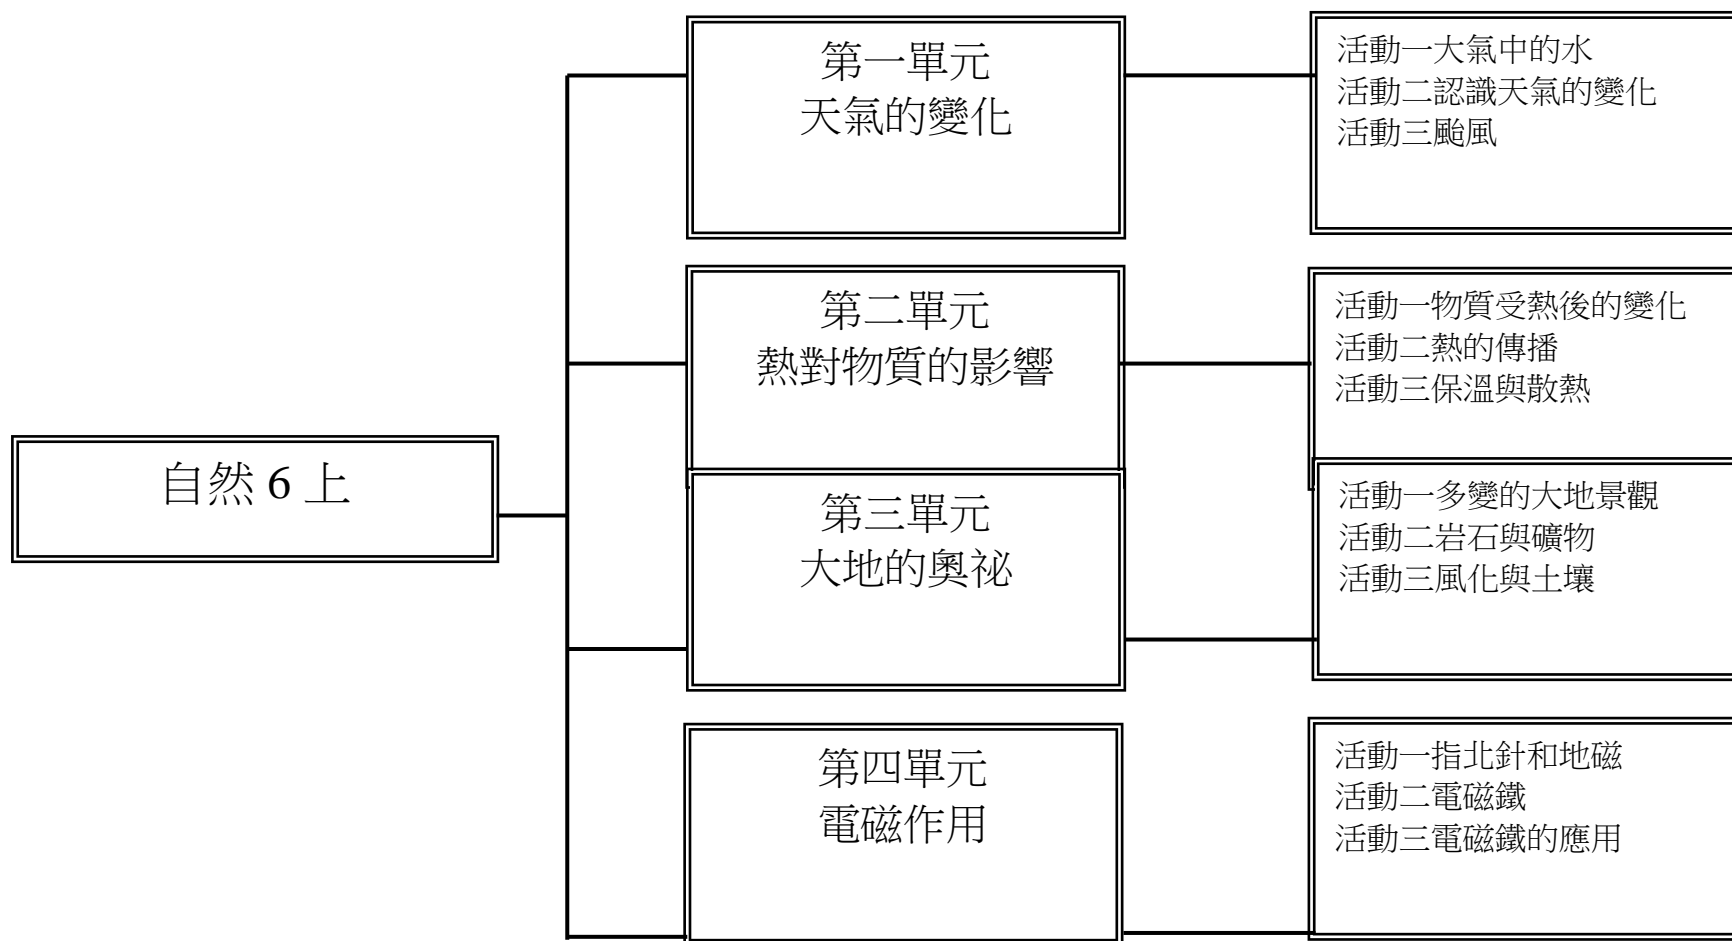 自然 6 上
第一單元
天氣的變化
活動一大氣中的水
活動二認識天氣的變化
活動三颱風
第二單元
熱對物質的影響
活動一物質受熱後的變化
活動二熱的傳播
活動三保溫與散熱
第三單元
大地的奧祕
活動一多變的大地景觀
活動二岩石與礦物
活動三風化與土壤
第四單元
電磁作用
活動一指北針和地磁
活動二電磁鐵
活動三電磁鐵的應用